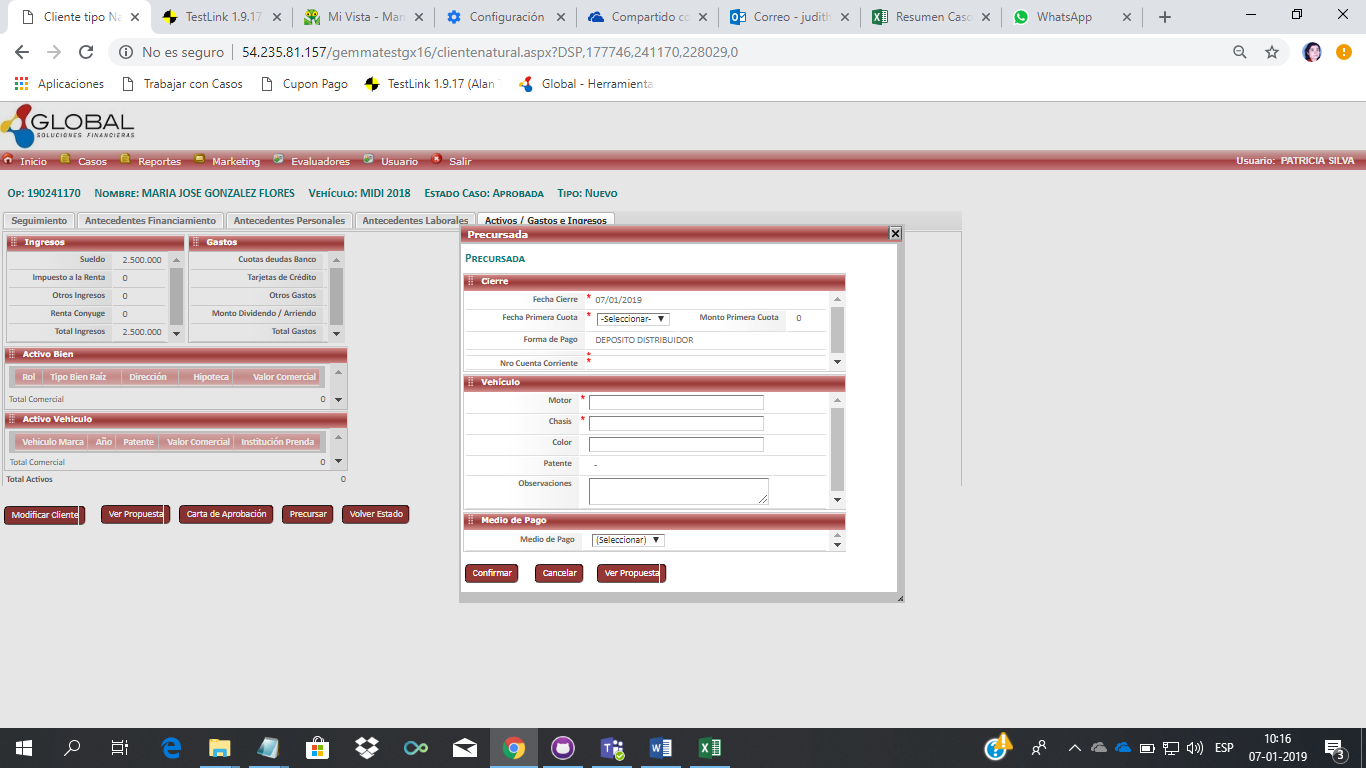 Cliente tipo Na
TestLink 1.9.17
Mi Vista - Man
Configuración
Compartido co
Correo - judith
Resumen Caso
WhatsApp
No es seguro | 54.235.81.157/gemmatestgx16/clientenatural.aspx?DSP,177746,241170,228029,0
Aplicaciones Trabajar con Casos Cupon Pago TestLink 1.9.17 (Alan Global - Herramienta
GLOBAL
SOLUCIONES FINANCIERAS
Inicio Casos Reportes Marketing Evaluadores Usuario Salir Usuario: PATRICIA SILVA
OP: 190241170 NOMBRE: MARIA JOSE GONZALEZ FLORES VEHÍCULO: MIDI 2018 ESTADO CASO: APROBADA TIPO: NUEVO
Seguimiento Antecedentes Financiamiento Antecedentes Personales Antecedentes Laborales Activos / Gastos e Ingresos
Ingresos
Sueldo 2.500.000
Impuesto a la Renta 0
Otros Ingresos 0
Renta Conyuge 0
Total Ingresos 2.500.000
Gastos
Cuotas deudas Banco
Tarjetas de Crédito
Otros Gastos
Monto Dividendo / Arriendo
Total Gastos
Activo Bien
Rol Tipo Bien Raíz Dirección Hipoteca Valor Comercial
Total Comercial 0
Activo Vehiculo
Vehiculo Marca Año Patente Valor Comercial Institución Prenda
Total Comercial 0
Total Activos 0
Modificar Cliente Ver Propuesta Carta de Aprobación Precursar Volver Estado
Precursada
PRECURSADA
Cierre
Fecha Cierre * 07/01/2019
Fecha Primera Cuota * -Seleccionar- Monto Primera Cuota 0
Forma de Pago DEPOSITO DISTRIBUIDOR
*
Nro Cuenta Corriente *
Vehículo
Motor *
Chasis *
Color
Patente -
Observaciones
Medio de Pago
Medio de Pago (Seleccionar)
Confirmar Cancelar Ver Propuesta
ESP
10:16
07-01-2019
3